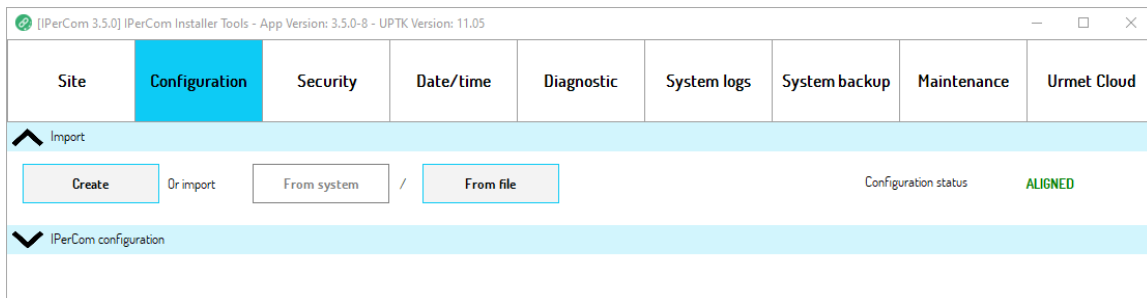 [IPerCom 3.5.0] IPerCom Installer Tools - App Version: 3.5.0-8 - UPTK Version: 11.05
Site Configuration Security Date/time Diagnostic System logs System backup Maintenance Urmet Cloud
Import
Create Or import From system / From file Configuration status ALIGNED
IPerCom configuration